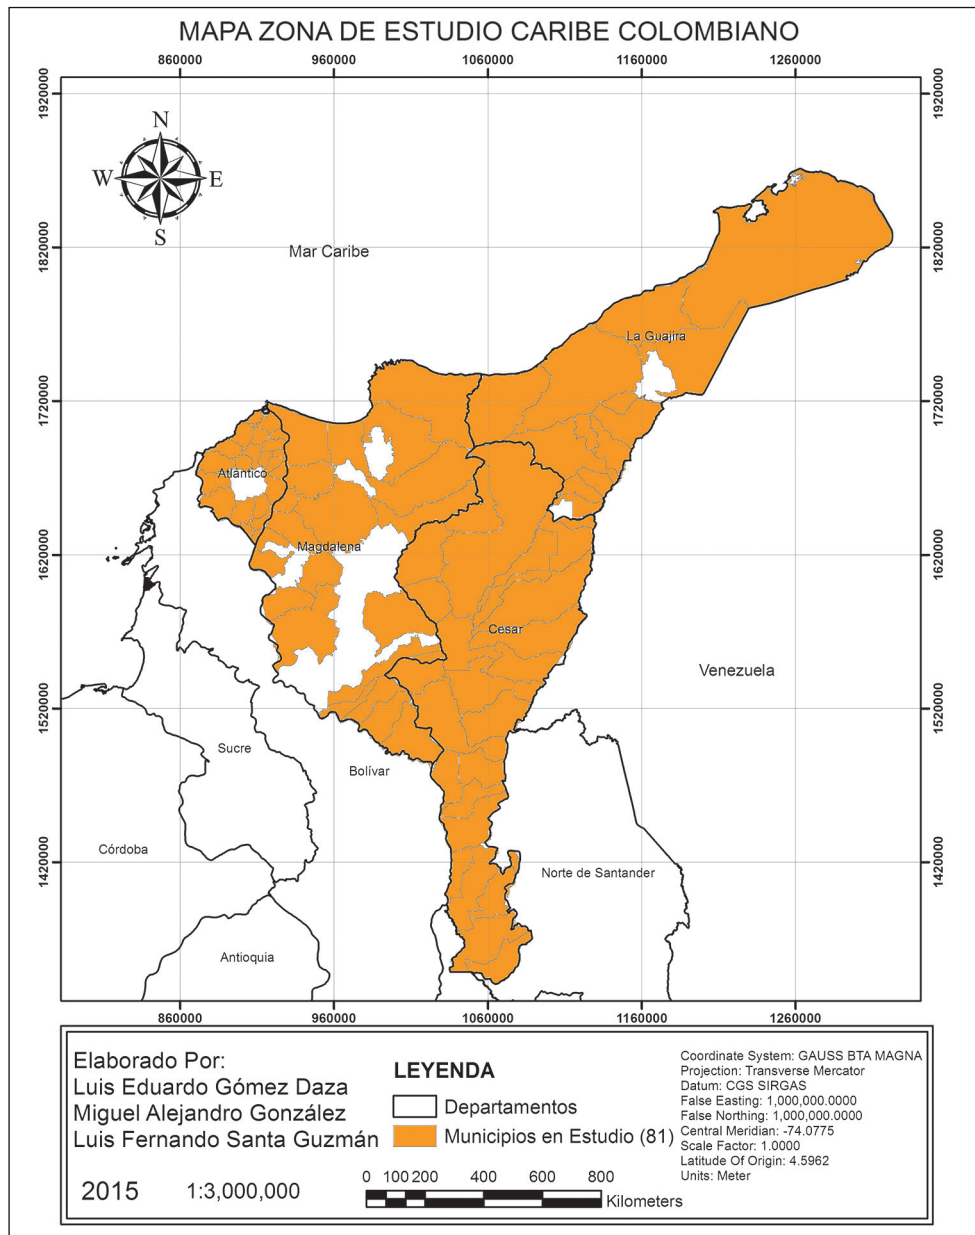 MAPA ZONA DE ESTUDIO CARIBE COLOMBIANO
860000 960000 1060000 1160000 1260000
1920000 1920000
N
W E
S
1820000 1820000
Mar Caribe
La Guajira
1720000 1720000
Atlántico
Magdalena
1620000 1620000
Cesar
Venezuela
1520000 1520000
Sucre
Bolívar
Córdoba
1420000 1420000
Norte de Santander
Antioquia
860000 960000 1060000 1160000 1260000
Elaborado Por:
Luis Eduardo Gómez Daza
Miguel Alejandro González
Luis Fernando Santa Guzmán
2015 1:3,000,000
LEYENDA
Departamentos
Municipios en Estudio (81)
0 100 200 400 600 800
Kilometers
Coordinate System: GAUSS BTA MAGNA
Projection: Transverse Mercator
Datum: CGS SIRGAS
False Easting: 1,000,000.0000
False Northing: 1,000,000.0000
Central Meridian: -74.0775
Scale Factor: 1.0000
Latitude Of Origin: 4.5962
Units: Meter